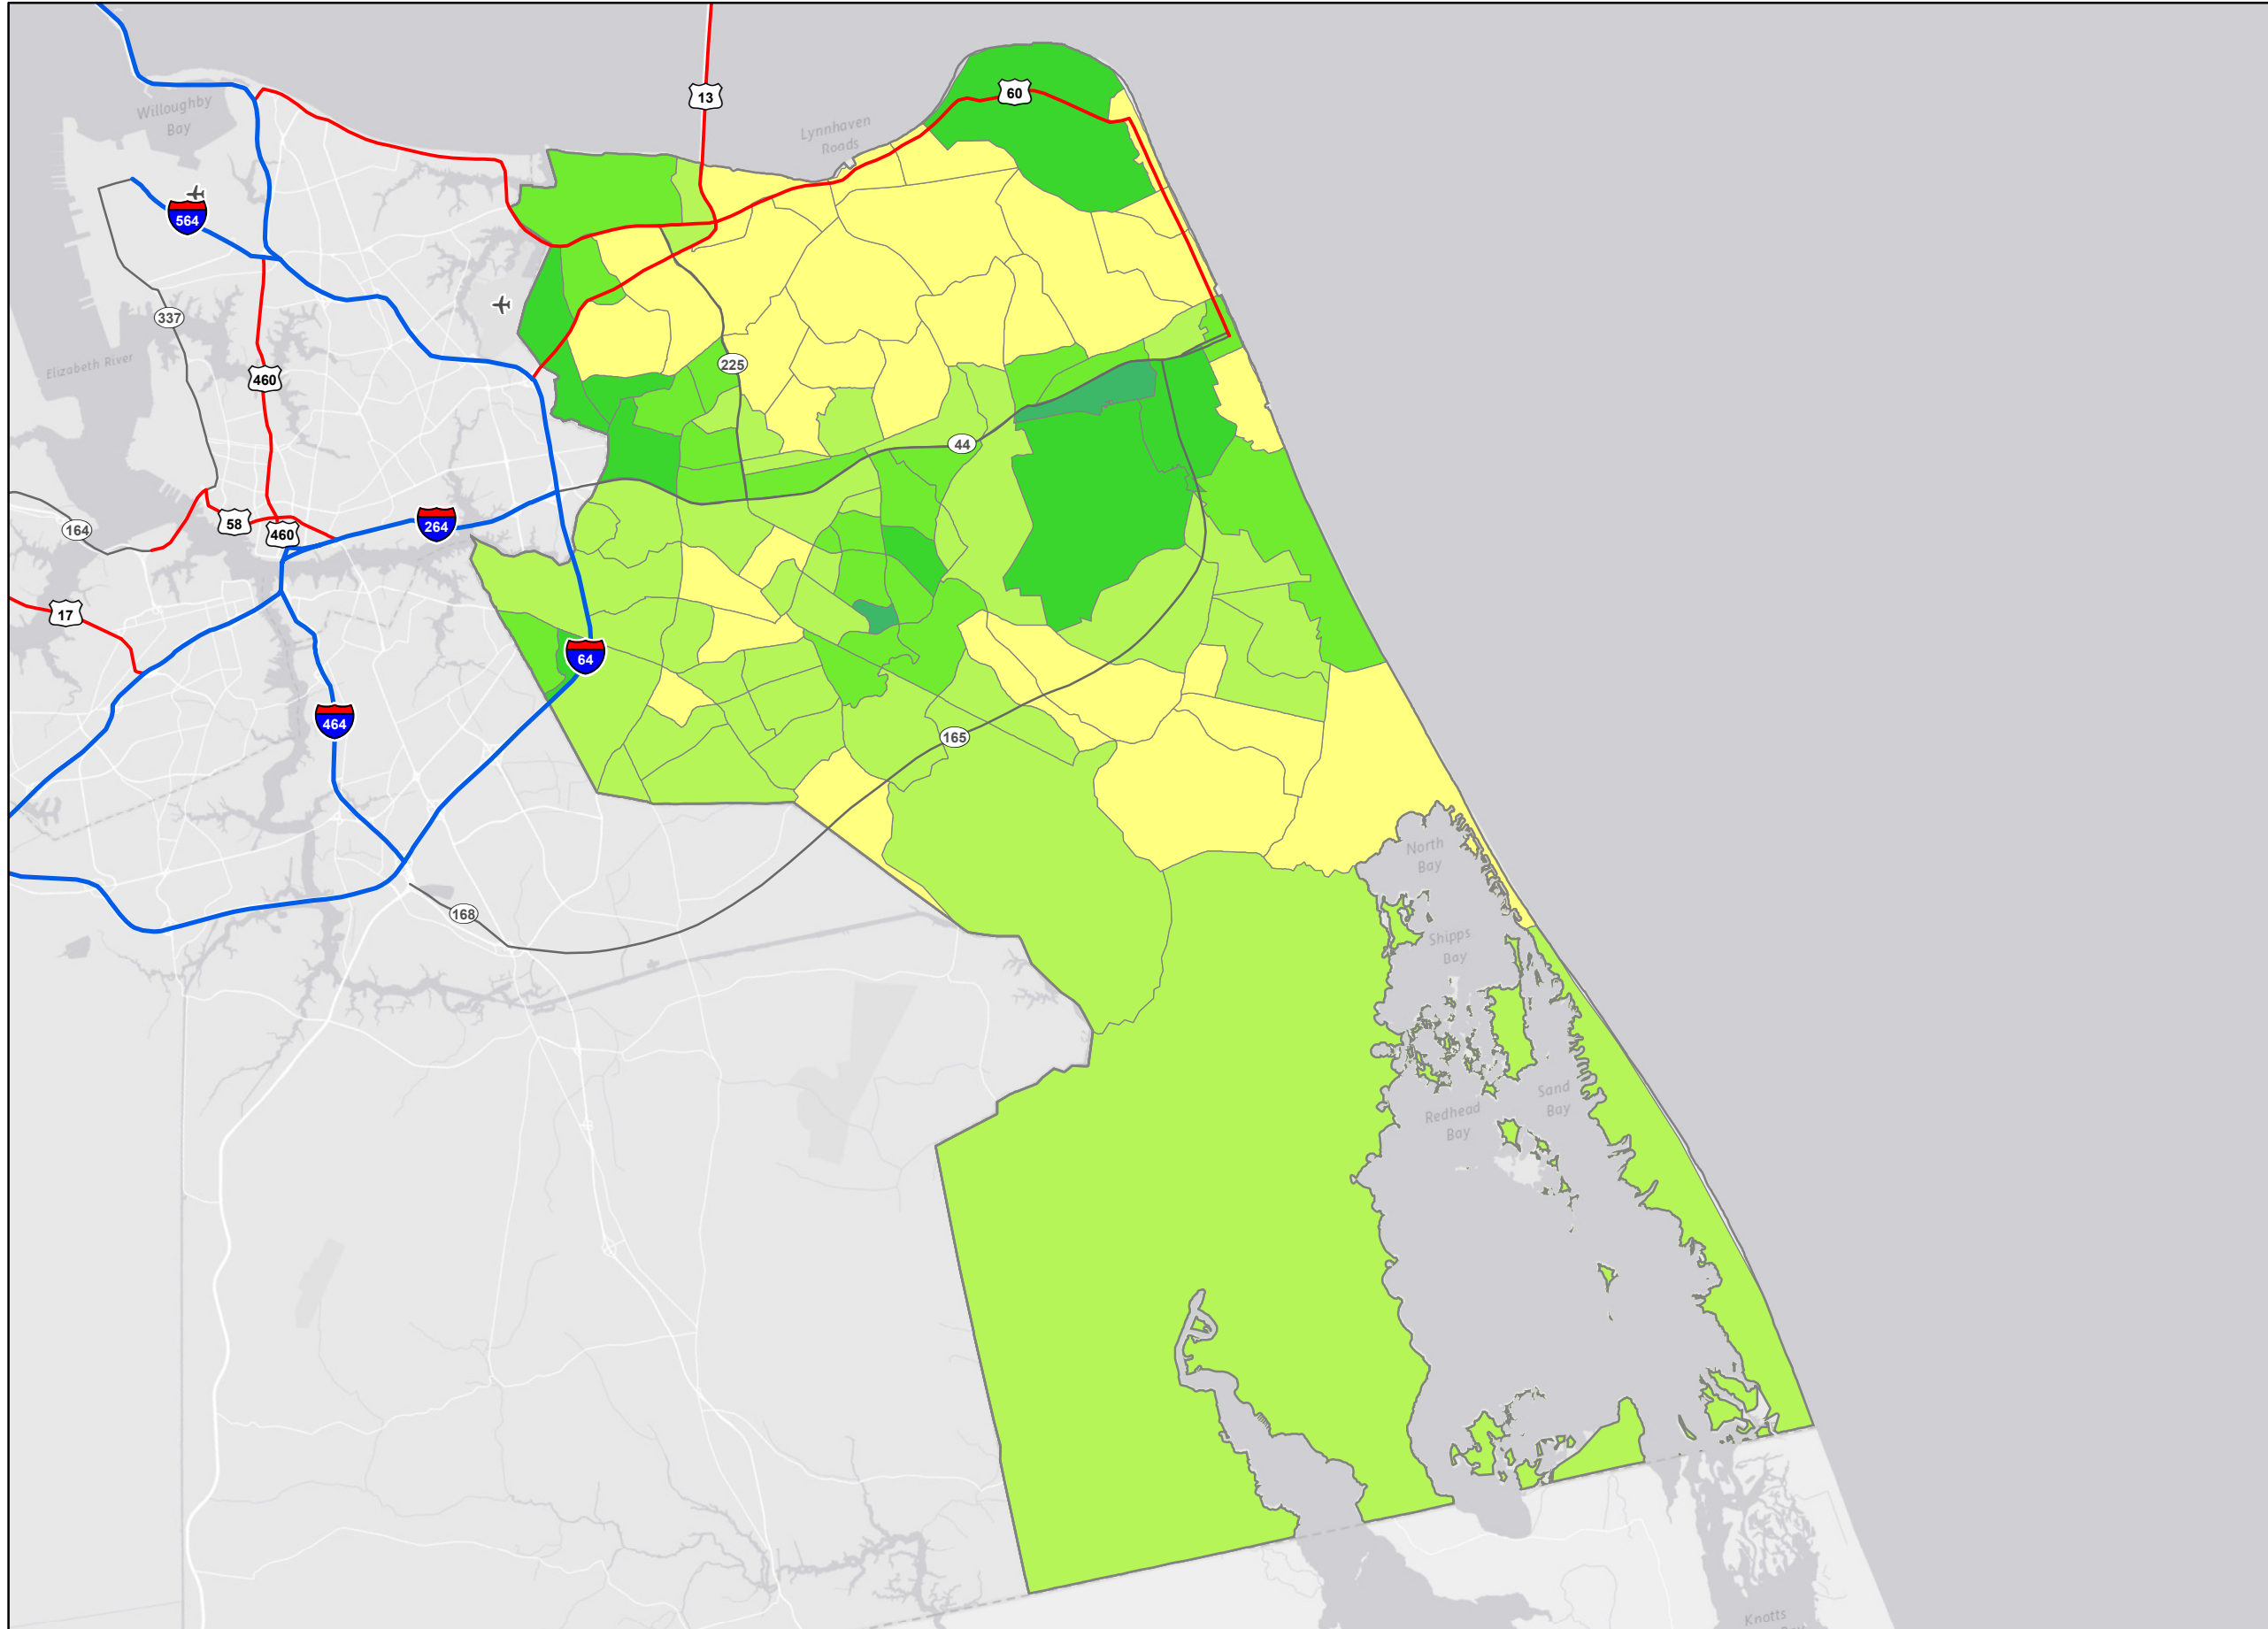 13
60
Willoughby
Bay
Lynnhaven
Roads
564
337
225
Elizabeth River
460
44
58
460
264
164
17
64
464
165
North
Bay
168
Shipps
Bay
Sand
Bay
Redhead
Bay
Knotts